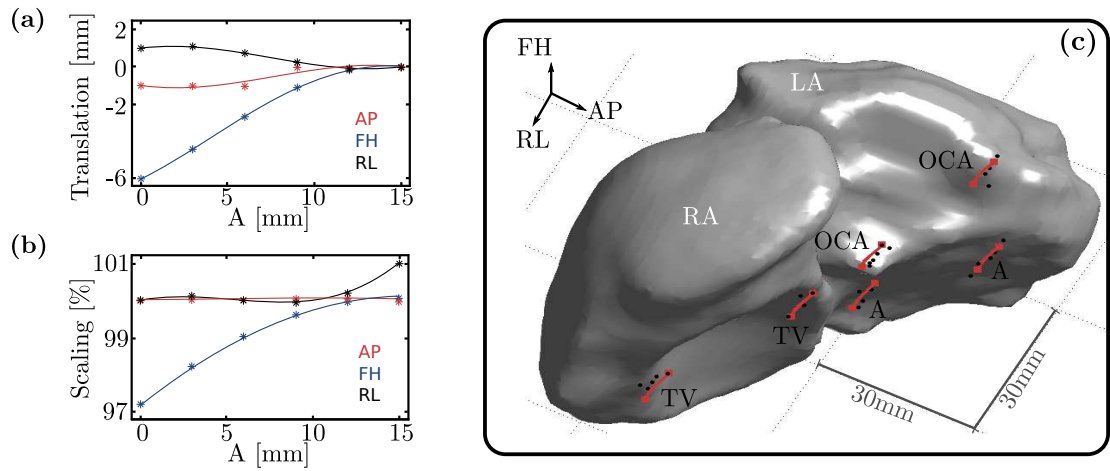 (a)
Translation [mm]
2
0
-2
-6
AP
FH
RL
0
5
10
15
A [mm]
(b)
Scaling [%]
101
99
97
AP
FH
RL
0
5
10
15
A [mm]
(c)
FH
AP
RL
LA
RA
OCA
OCA
A
A
TV
TV
30mm
30mm